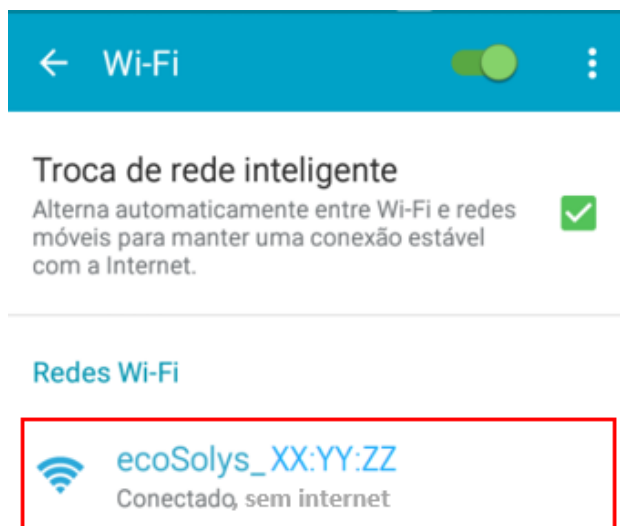 Wi-Fi
Troca de rede inteligente
Alterna automaticamente entre Wi-Fi e redes
móveis para manter uma conexão estável
com a Internet.
Redes Wi-Fi
ecoSolys_XX:YY:ZZ
Conectado, sem internet